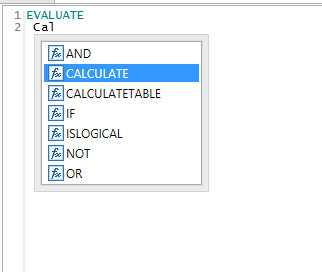 1 EVALUATE
2 Cal
AND
CALCULATE
CALCULATETABLE
IF
ISLOGICAL
NOT
OR